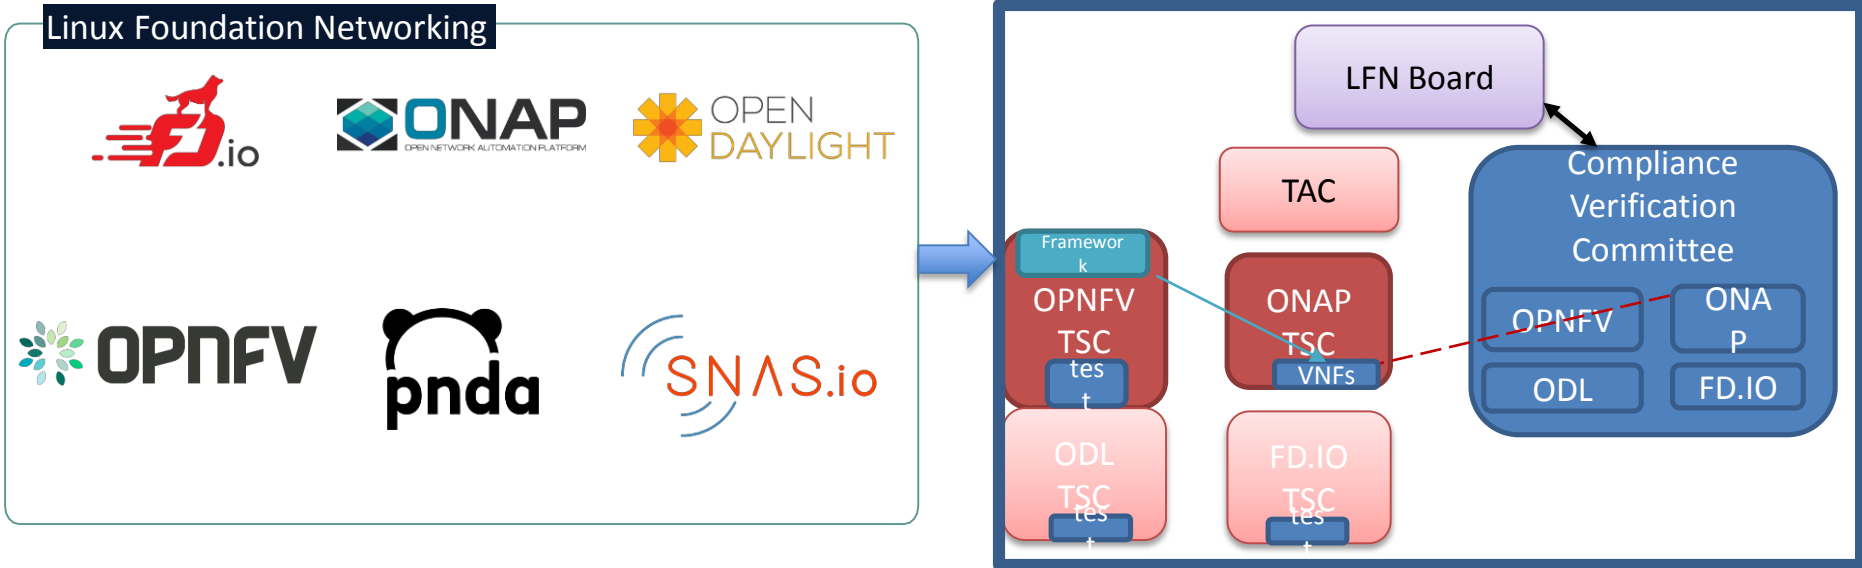 Linux Foundation Networking
.io
ONAP
OPEN NETWORK AUTOMATION PLATFORM
OPEN
DAYLIGHT
OPNFV
pnda
SNAS.io
LFN Board
TAC
Compliance
Verification
Committee
OPNFV
ONA
P
ODL
FD.IO
Framewor
k
OPNFV
TSC
tes
t
ONAP
TSC
VNFs
ODL
TSC
tes
t
FD.IO
TSC
tes
t